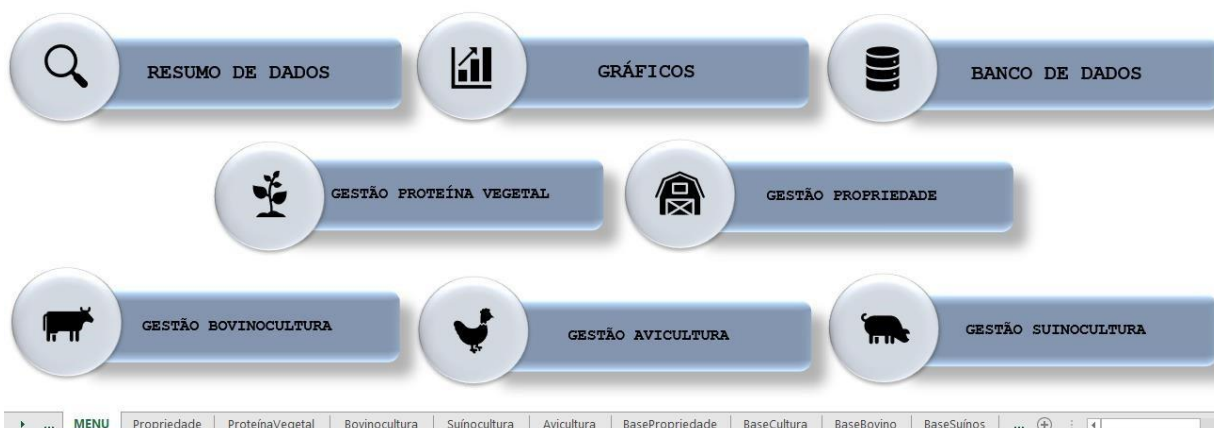 RESUMO DE DADOS
GRÁFICOS
BANCO DE DADOS
GESTÃO PROTEÍNA VEGETAL
GESTÃO PROPRIEDADE
GESTÃO BOVINOCULTURA
GESTÃO AVICULTURA
GESTÃO SUINOCULTURA
... MENU Propriedade ProteínaVegetal Bovinocultura Suínocultura Avicultura BasePropriedade BaseCultura BaseBovino BaseSuínos ...